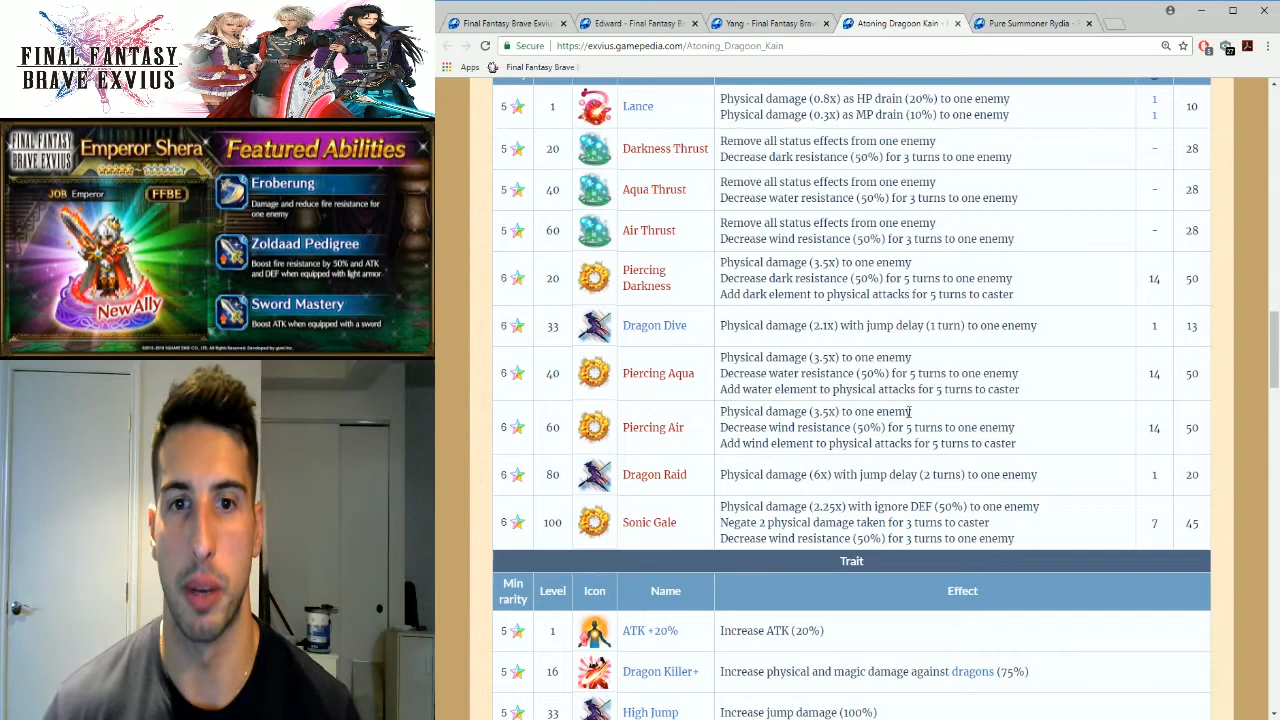 FINAL FANTASY
BRAVE EXVIUS
FINAL FANTASY
BRAVE EXVIUS
Emperor Shera
JOB Emperor
FFBE
New Ally
Featured Abilities
Eroberung
Damage and reduce fire resistance for
one enemy
Zoldaad Pedigree
Boost fire resistance by 50% and ATK
and DEF when equipped with light armor
Sword Mastery
Boost ATK when equipped with a sword
Final Fantasy Brave Exvi
Edward - Final Fantasy B
Yang - Final Fantasy Brav
Atoning Dragoon Kain -
Pure Summoner Rydia - F
Secure
https://exvius.gamepedia.com/Atoning_Dragoon_Kain
Apps
Final Fantasy Brave E
5 1 Lance Physical damage (0.8x) as HP drain (20%) to one enemy 1 10
Physical damage (0.3x) as MP drain (10%) to one enemy 1
5 20 Darkness Thrust Remove all status effects from one enemy - 28
Decrease dark resistance (50%) for 3 turns to one enemy
5 40 Aqua Thrust Remove all status effects from one enemy - 28
Decrease water resistance (50%) for 3 turns to one enemy
5 60 Air Thrust Remove all status effects from one enemy - 28
Decrease wind resistance (50%) for 3 turns to one enemy
6 20 Piercing Darkness Physical damage (3.5x) to one enemy 14 50
Decrease dark resistance (50%) for 5 turns to one enemy
Add dark element to physical attacks for 5 turns to caster
6 33 Dragon Dive Physical damage (2.1x) with jump delay (1 turn) to one enemy 1 13
6 40 Piercing Aqua Physical damage (3.5x) to one enemy 14 50
Decrease water resistance (50%) for 5 turns to one enemy
Add water element to physical attacks for 5 turns to caster
6 60 Piercing Air Physical damage (3.5x) to one enemy 14 50
Decrease wind resistance (50%) for 5 turns to one enemy
Add wind element to physical attacks for 5 turns to caster
6 80 Dragon Raid Physical damage (6x) with jump delay (2 turns) to one enemy 1 20
6 100 Sonic Gale Physical damage (2.25x) with ignore DEF (50%) to one enemy 7 45
Negate 2 physical damage taken for 3 turns to caster
Decrease wind resistance (50%) for 3 turns to one enemy
Trait
Min rarity Level Icon Name Effect
5 1 ATK +20% Increase ATK (20%)
5 16 Dragon Killer+ Increase physical and magic damage against dragons (75%)
5 33 High Jump Increase jump damage (100%)